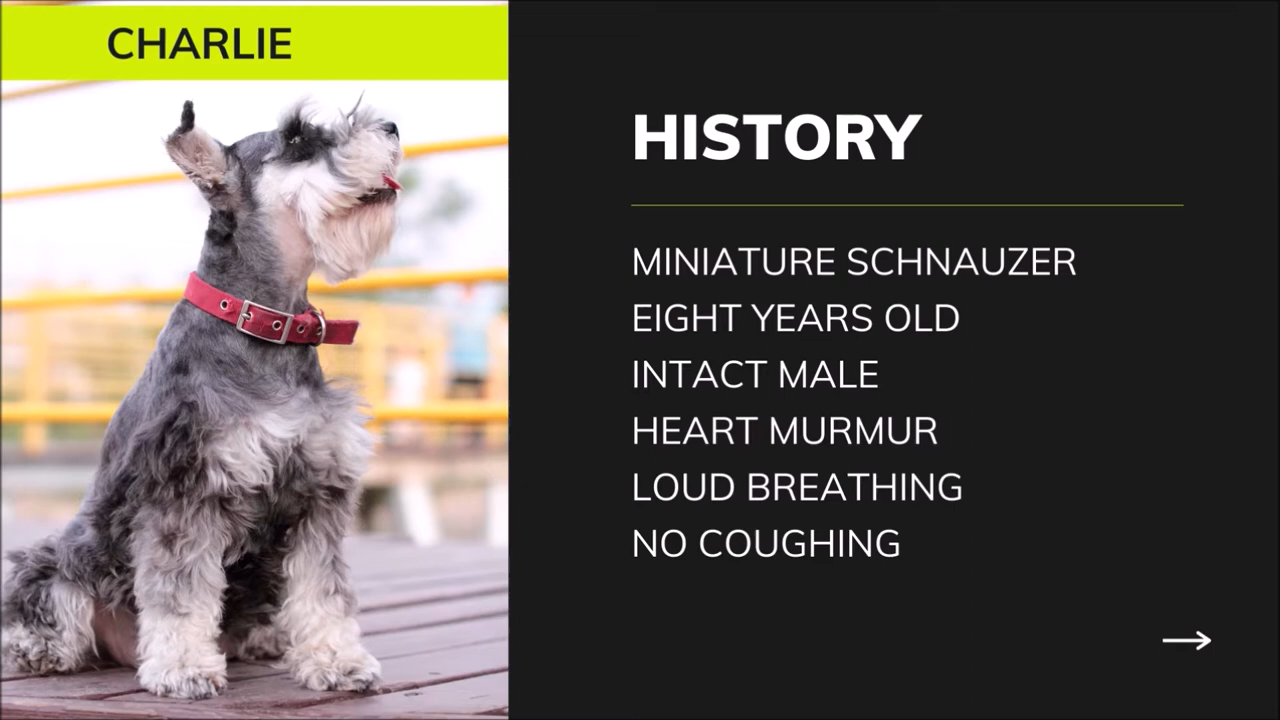 CHARLIE
HISTORY
MINIATURE SCHNAUZER
EIGHT YEARS OLD
INTACT MALE
HEART MURMUR
LOUD BREATHING
NO COUGHING